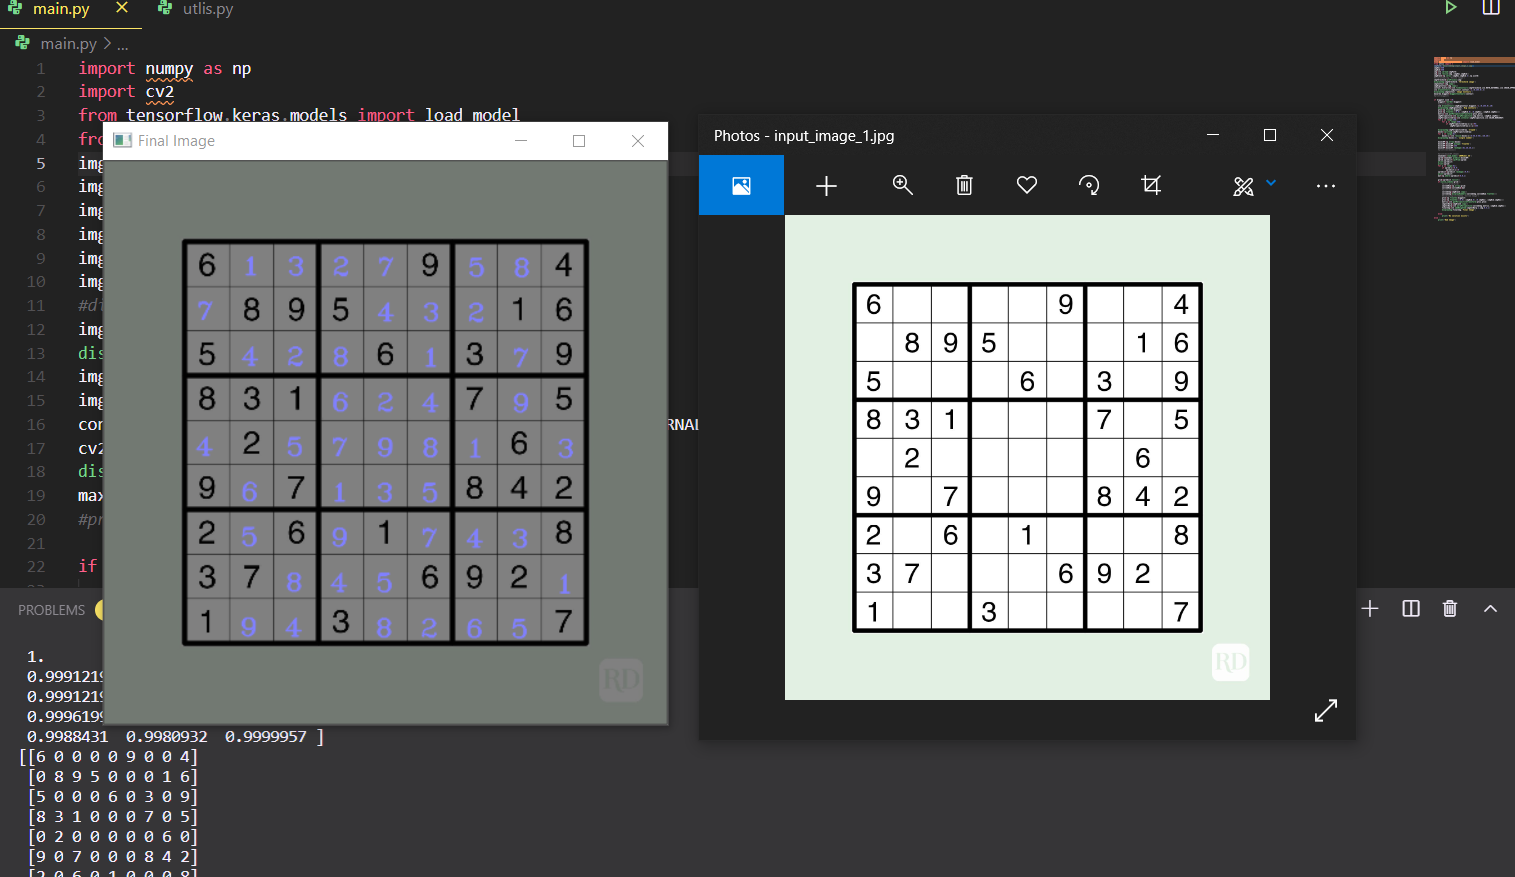 main.py utlis.py
main.py > ...
1 import numpy as np
2 import cv2
3 from tensorflow.keras.models import load_model
4 fro
5 img
6 img
7 img
8 img
9 img
10 img
11 #di
12 img
13 dis
14 img
15 img
16 con RNAL
17 cv2
18 dis
19 max
20 #pr
21
22 if
Final Image
6 1 3 2 7 9 5 8 4
7 8 9 5 4 3 2 1 6
5 4 2 8 6 1 3 7 9
8 3 1 6 2 4 7 9 5
4 2 5 7 9 8 1 6 3
9 6 7 1 3 5 8 4 2
2 5 6 9 1 7 4 3 8
3 7 8 4 5 6 9 2 1
1 9 4 3 8 2 6 5 7
RD
Photos - input_image_1.jpg
6 9 4
8 9 5 1 6
5 6 3 9
8 3 1 7 5
2 6
9 7 8 4 2
2 6 1 8
3 7 6 9 2
1 3 7
RD
PROBLEMS
1.
0.9991219
0.9991219
0.9996199
0.9988431 0.9980932 0.9999957 ]
[[6 0 0 0 0 9 0 0 4]
[0 8 9 5 0 0 0 1 6]
[5 0 0 0 6 0 3 0 9]
[8 3 1 0 0 0 7 0 5]
[0 2 0 0 0 0 0 6 0]
[9 0 7 0 0 0 8 4 2]
[2 0 6 0 1 0 0 0 8]